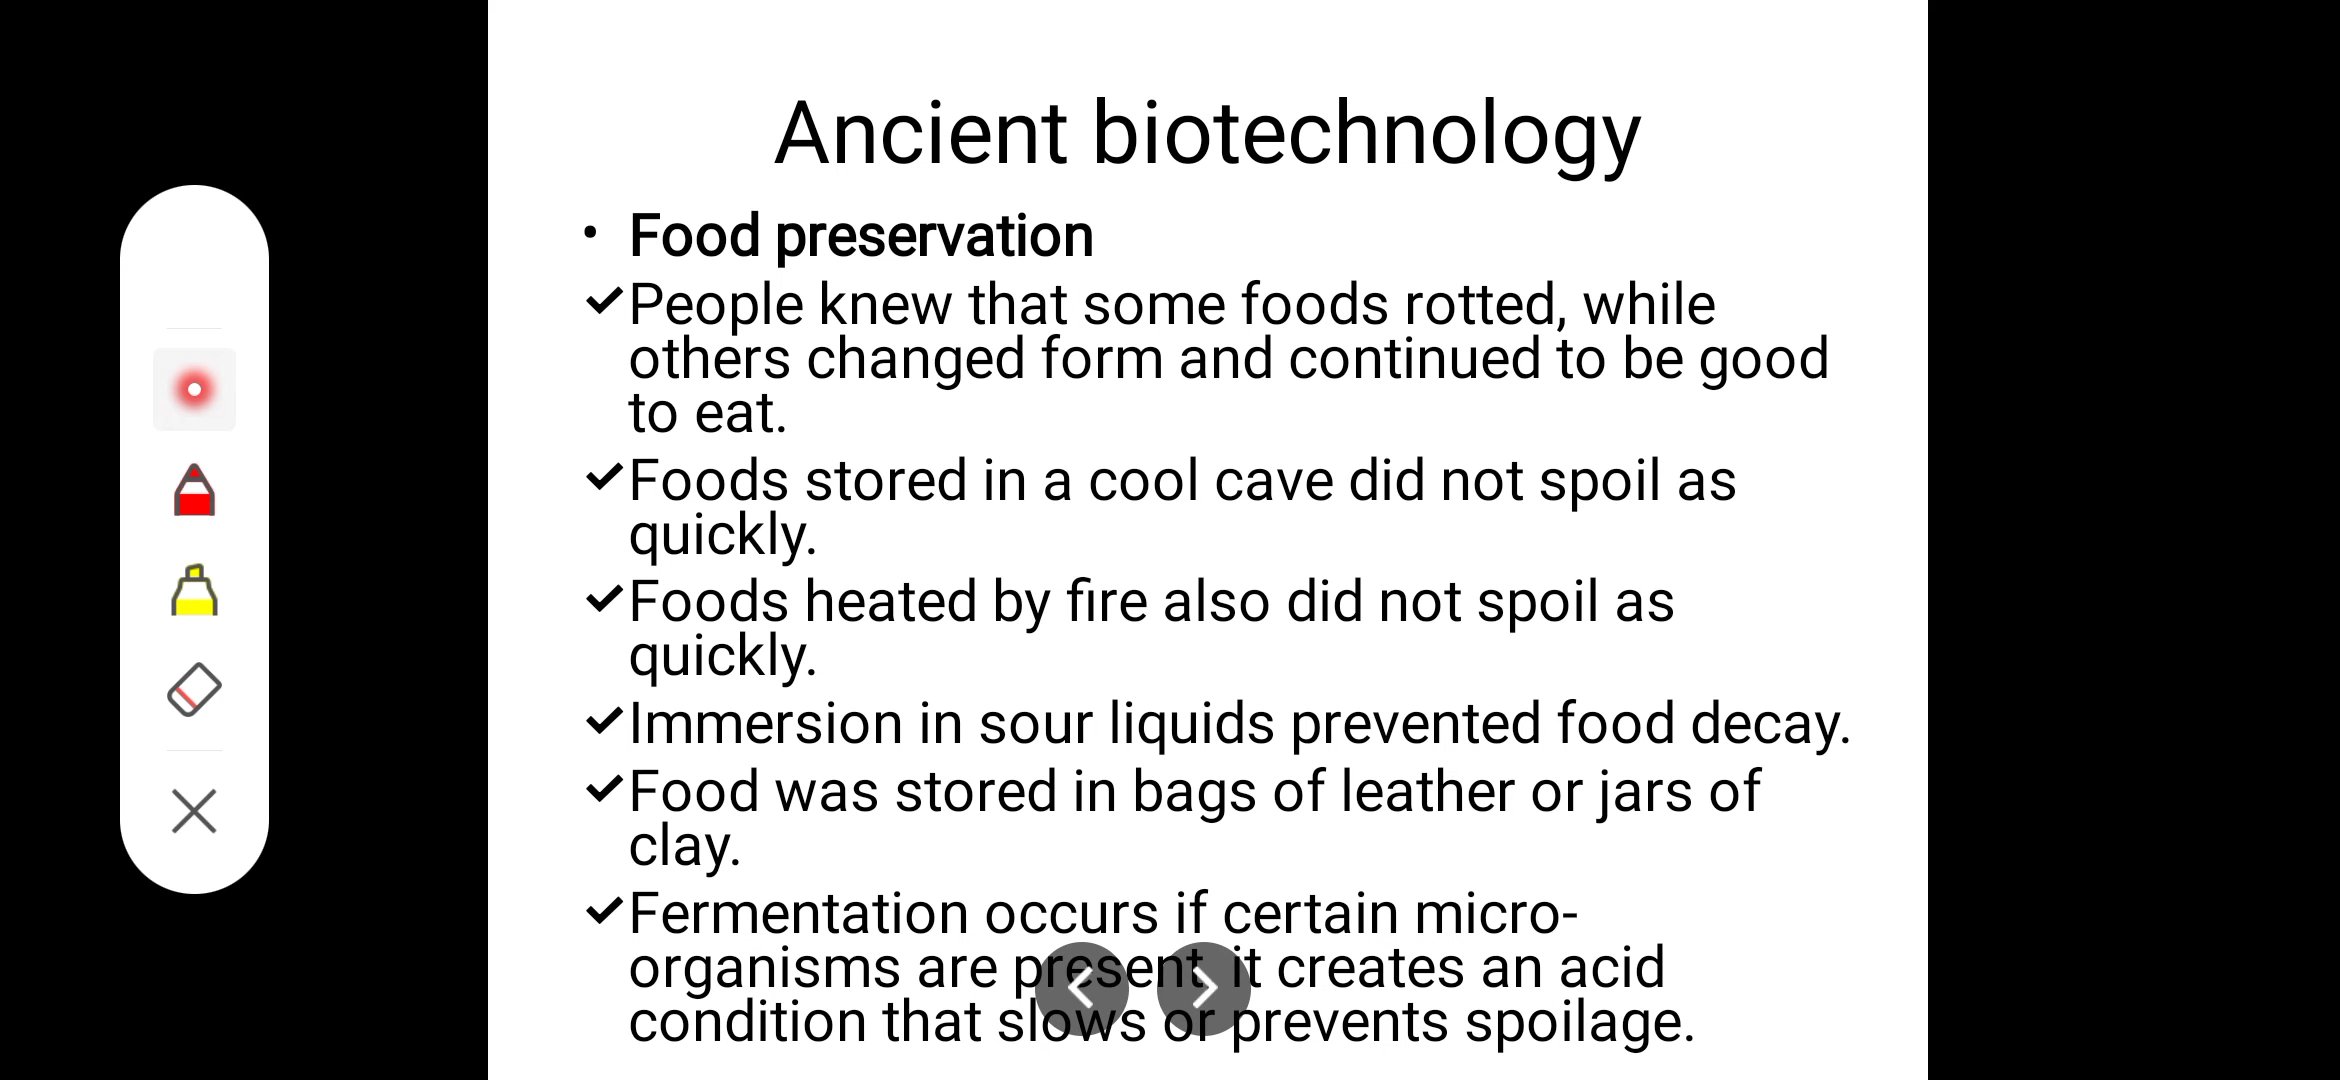 Ancient biotechnology
• Food preservation
✓People knew that some foods rotted, while
others changed form and continued to be good
to eat.
✓Foods stored in a cool cave did not spoil as
quickly.
✓Foods heated by fire also did not spoil as
quickly.
✓Immersion in sour liquids prevented food decay.
✓Food was stored in bags of leather or jars of
clay.
✓Fermentation occurs if certain micro-
organisms are present, it creates an acid
condition that slows or prevents spoilage.